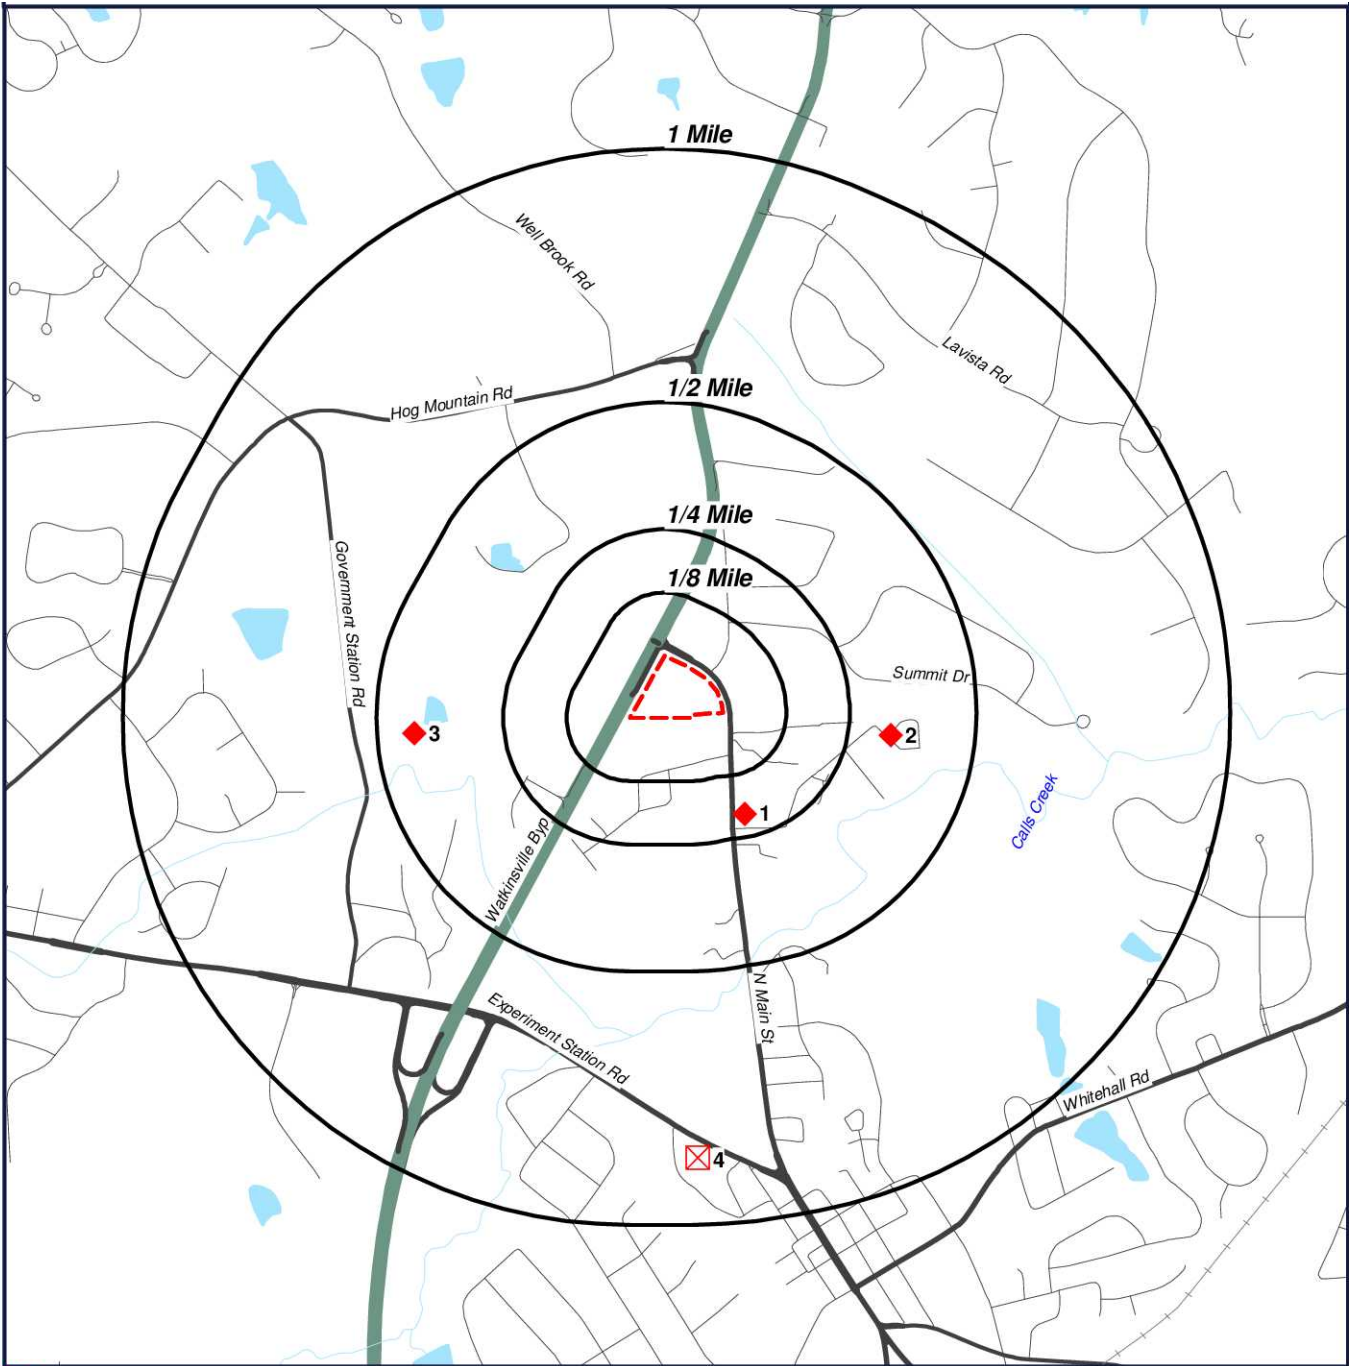 1 Mile
Well Brook Rd
Lavista Rd
1/2 Mile
Hog Mountain Rd
1/4 Mile
Government Station Rd
1/8 Mile
Summit Dr
3
2
1
Calls Creek
Watkinsville Byp
N Main St
Experiment Station Rd
Whitehall Rd
4